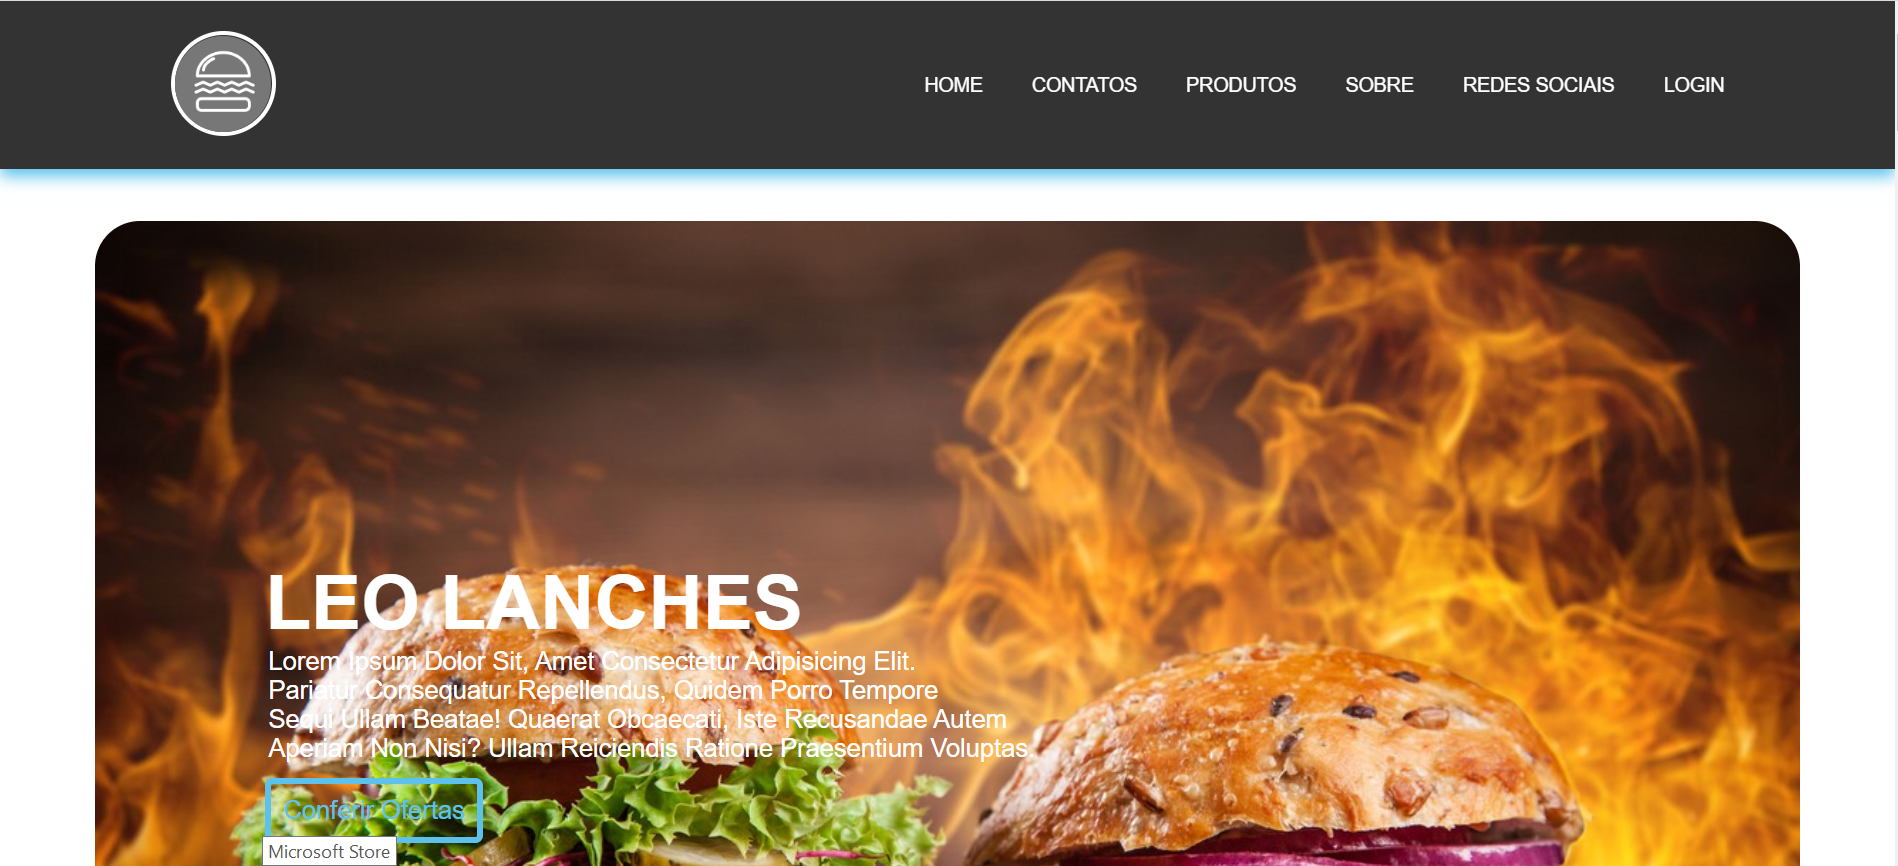 HOME CONTATOS PRODUTOS SOBRE REDES SOCIAIS LOGIN
LEO LANCHES
Lorem Ipsum Dolor Sit, Amet Consectetur Adipisicing Elit.
Pariatur Consequatur Repellendus, Quidem Porro Tempore
Sequi Ullam Beatae! Quaerat Obcaecati, Iste Recusandae Autem
Aperiam Non Nisi? Ullam Reiciendis Ratione Praesentium Voluptas.
Conferir Ofertas
Microsoft Store